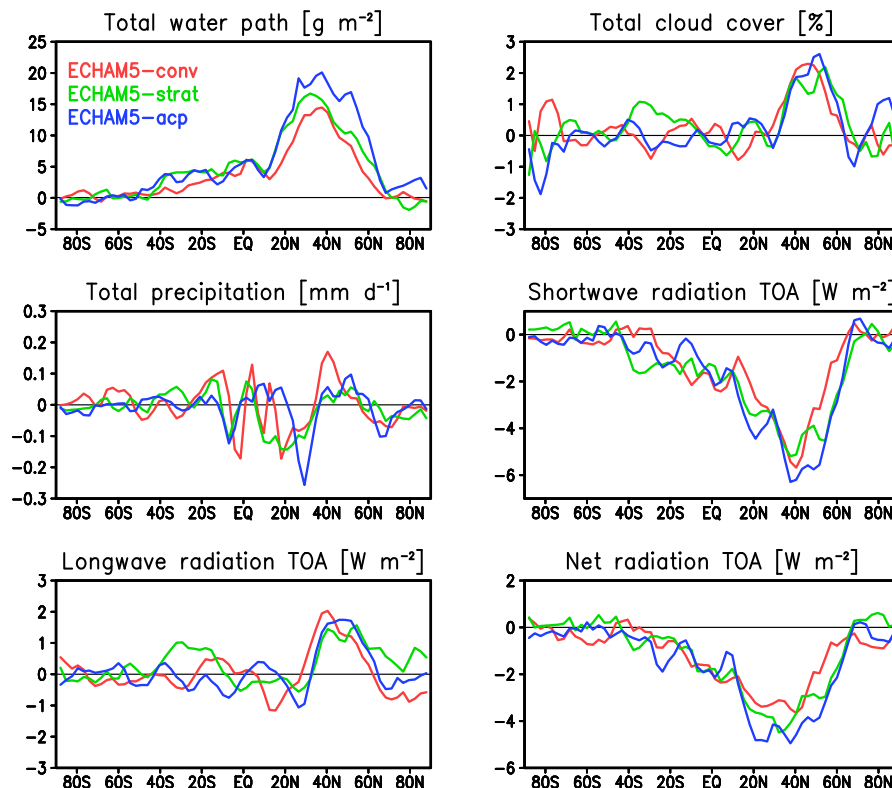 Total water path [g m⁻²]
25
20
15
10
5
0
−5
ECHAM5−conv
ECHAM5−strat
ECHAM5−acp
80S 60S 40S 20S EQ 20N 40N 60N 80N
Total cloud cover [%]
3
2
1
0
−1
−2
−3
80S 60S 40S 20S EQ 20N 40N 60N 80N
Total precipitation [mm d⁻¹]
0.3
0.2
0.1
0
−0.1
−0.2
−0.3
80S 60S 40S 20S EQ 20N 40N 60N 80N
Shortwave radiation TOA [W m⁻²]
0
−2
−4
−6
80S 60S 40S 20S EQ 20N 40N 60N 80N
Longwave radiation TOA [W m⁻²]
3
2
1
0
−1
−2
−3
80S 60S 40S 20S EQ 20N 40N 60N 80N
Net radiation TOA [W m⁻²]
2
0
−2
−4
−6
80S 60S 40S 20S EQ 20N 40N 60N 80N